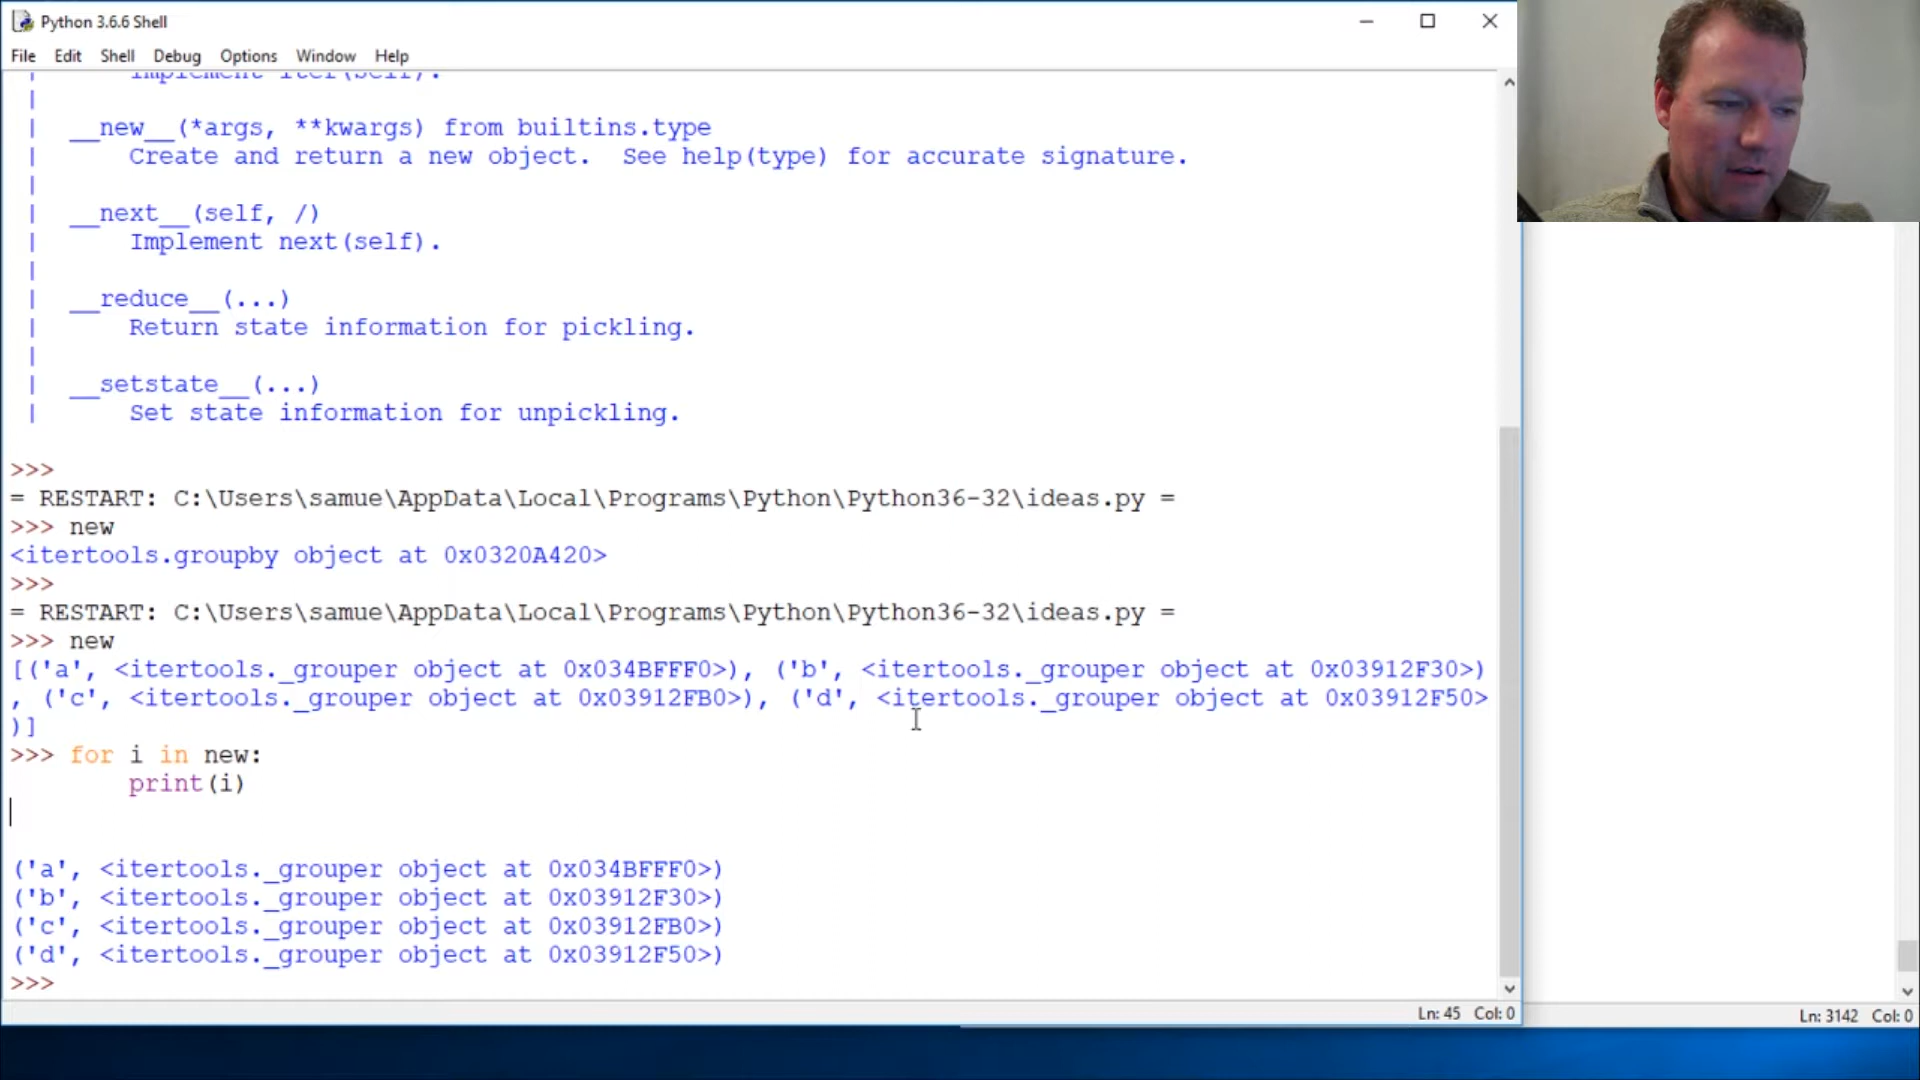 Python 3.6.6 Shell
File Edit Shell Debug Options Window Help
| Implement iter(self).
|
| __new__(*args, **kwargs) from builtins.type
| Create and return a new object.  See help(type) for accurate signature.
|
| __next__(self, /)
| Implement next(self).
|
| __reduce__(...)
| Return state information for pickling.
|
| __setstate__(...)
| Set state information for unpickling.
>>>
= RESTART: C:\Users\samue\AppData\Local\Programs\Python\Python36-32\ideas.py =
>>> new
<itertools.groupby object at 0x0320A420>
>>>
= RESTART: C:\Users\samue\AppData\Local\Programs\Python\Python36-32\ideas.py =
>>> new
[('a', <itertools._grouper object at 0x034BFFF0>), ('b', <itertools._grouper object at 0x03912F30>)
, ('c', <itertools._grouper object at 0x03912FB0>), ('d', <itertools._grouper object at 0x03912F50>
)]
>>> for i in new:
print(i)
('a', <itertools._grouper object at 0x034BFFF0>)
('b', <itertools._grouper object at 0x03912F30>)
('c', <itertools._grouper object at 0x03912FB0>)
('d', <itertools._grouper object at 0x03912F50>)
>>>
Ln: 45 Col: 0
Ln: 3142 Col: 0